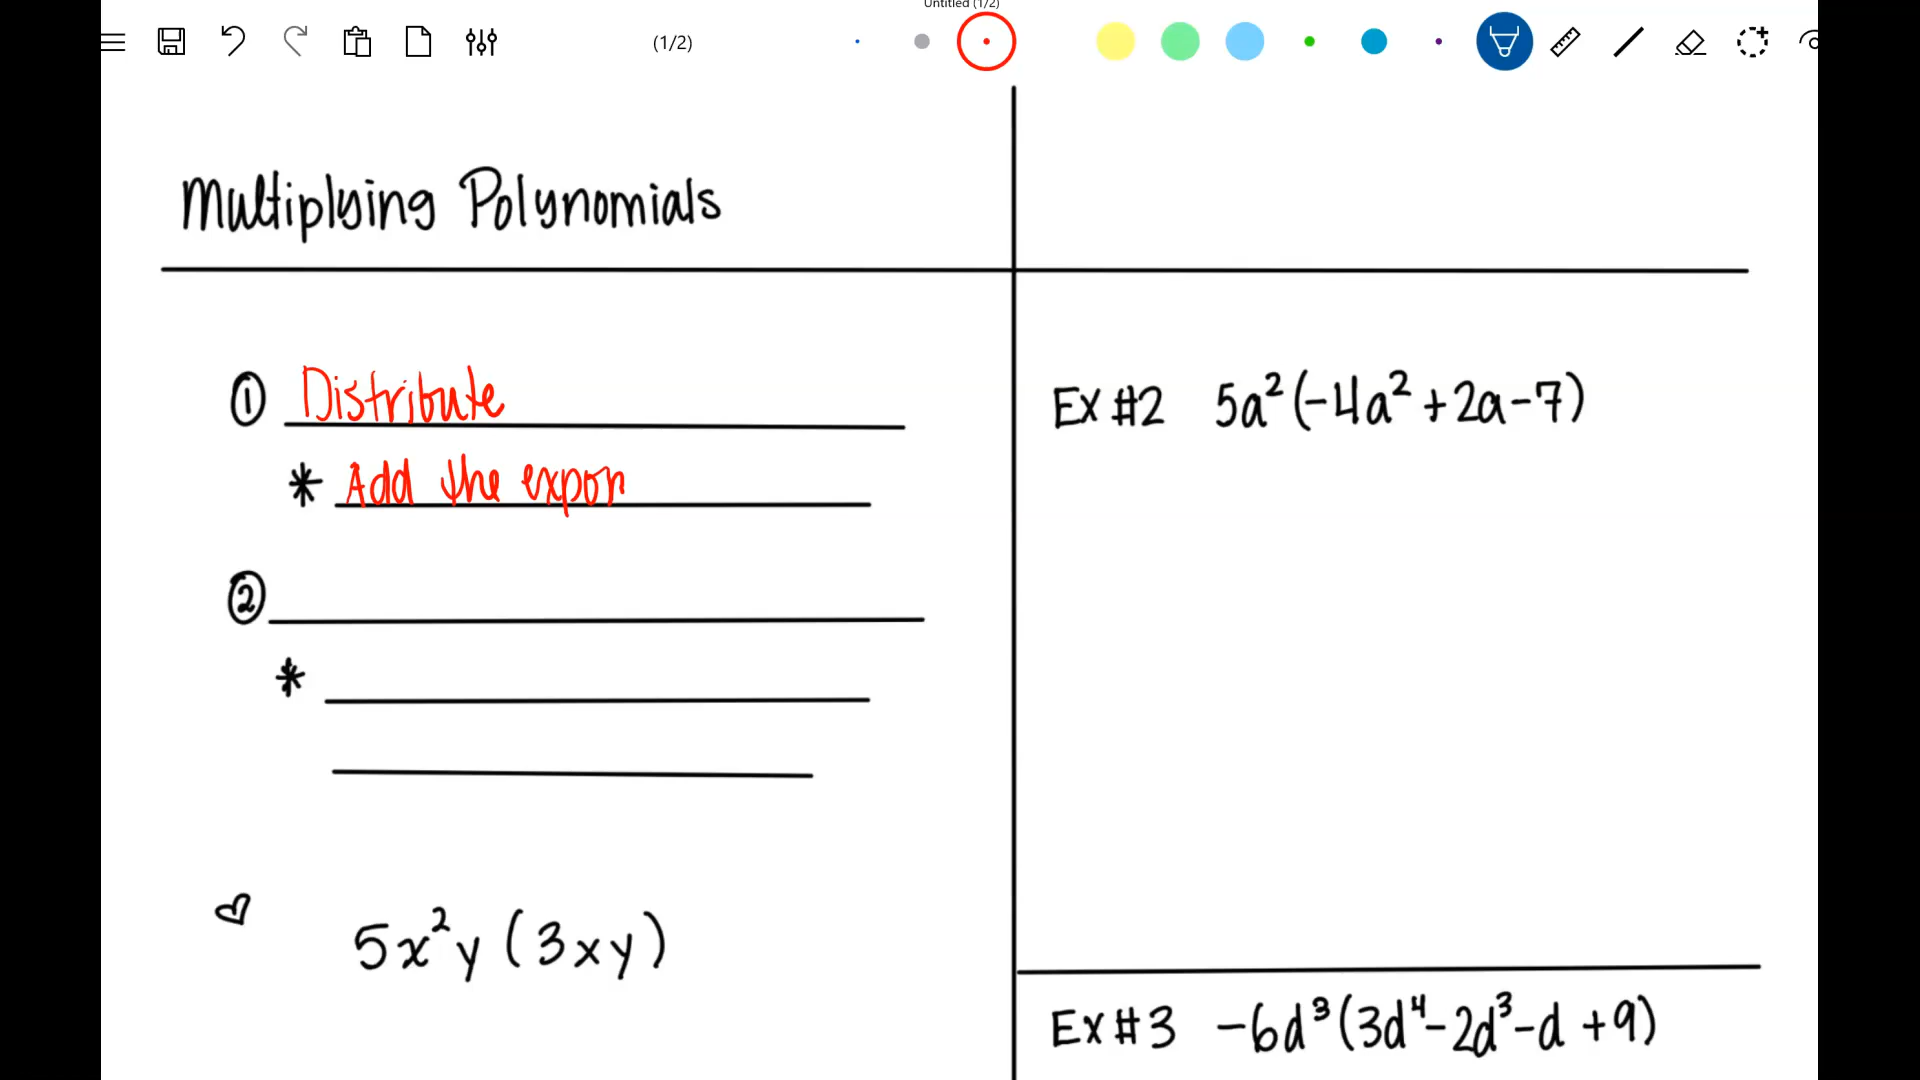 Untitled (1/2)
(1/2)
Multiplying Polynomials
① Distribute
* Add the expon
②
*
5x²y (3xy)
Ex #2 5a² (-4a² + 2a - 7)
Ex #3 -6d³ (3d⁴ - 2d³ - d + 9)